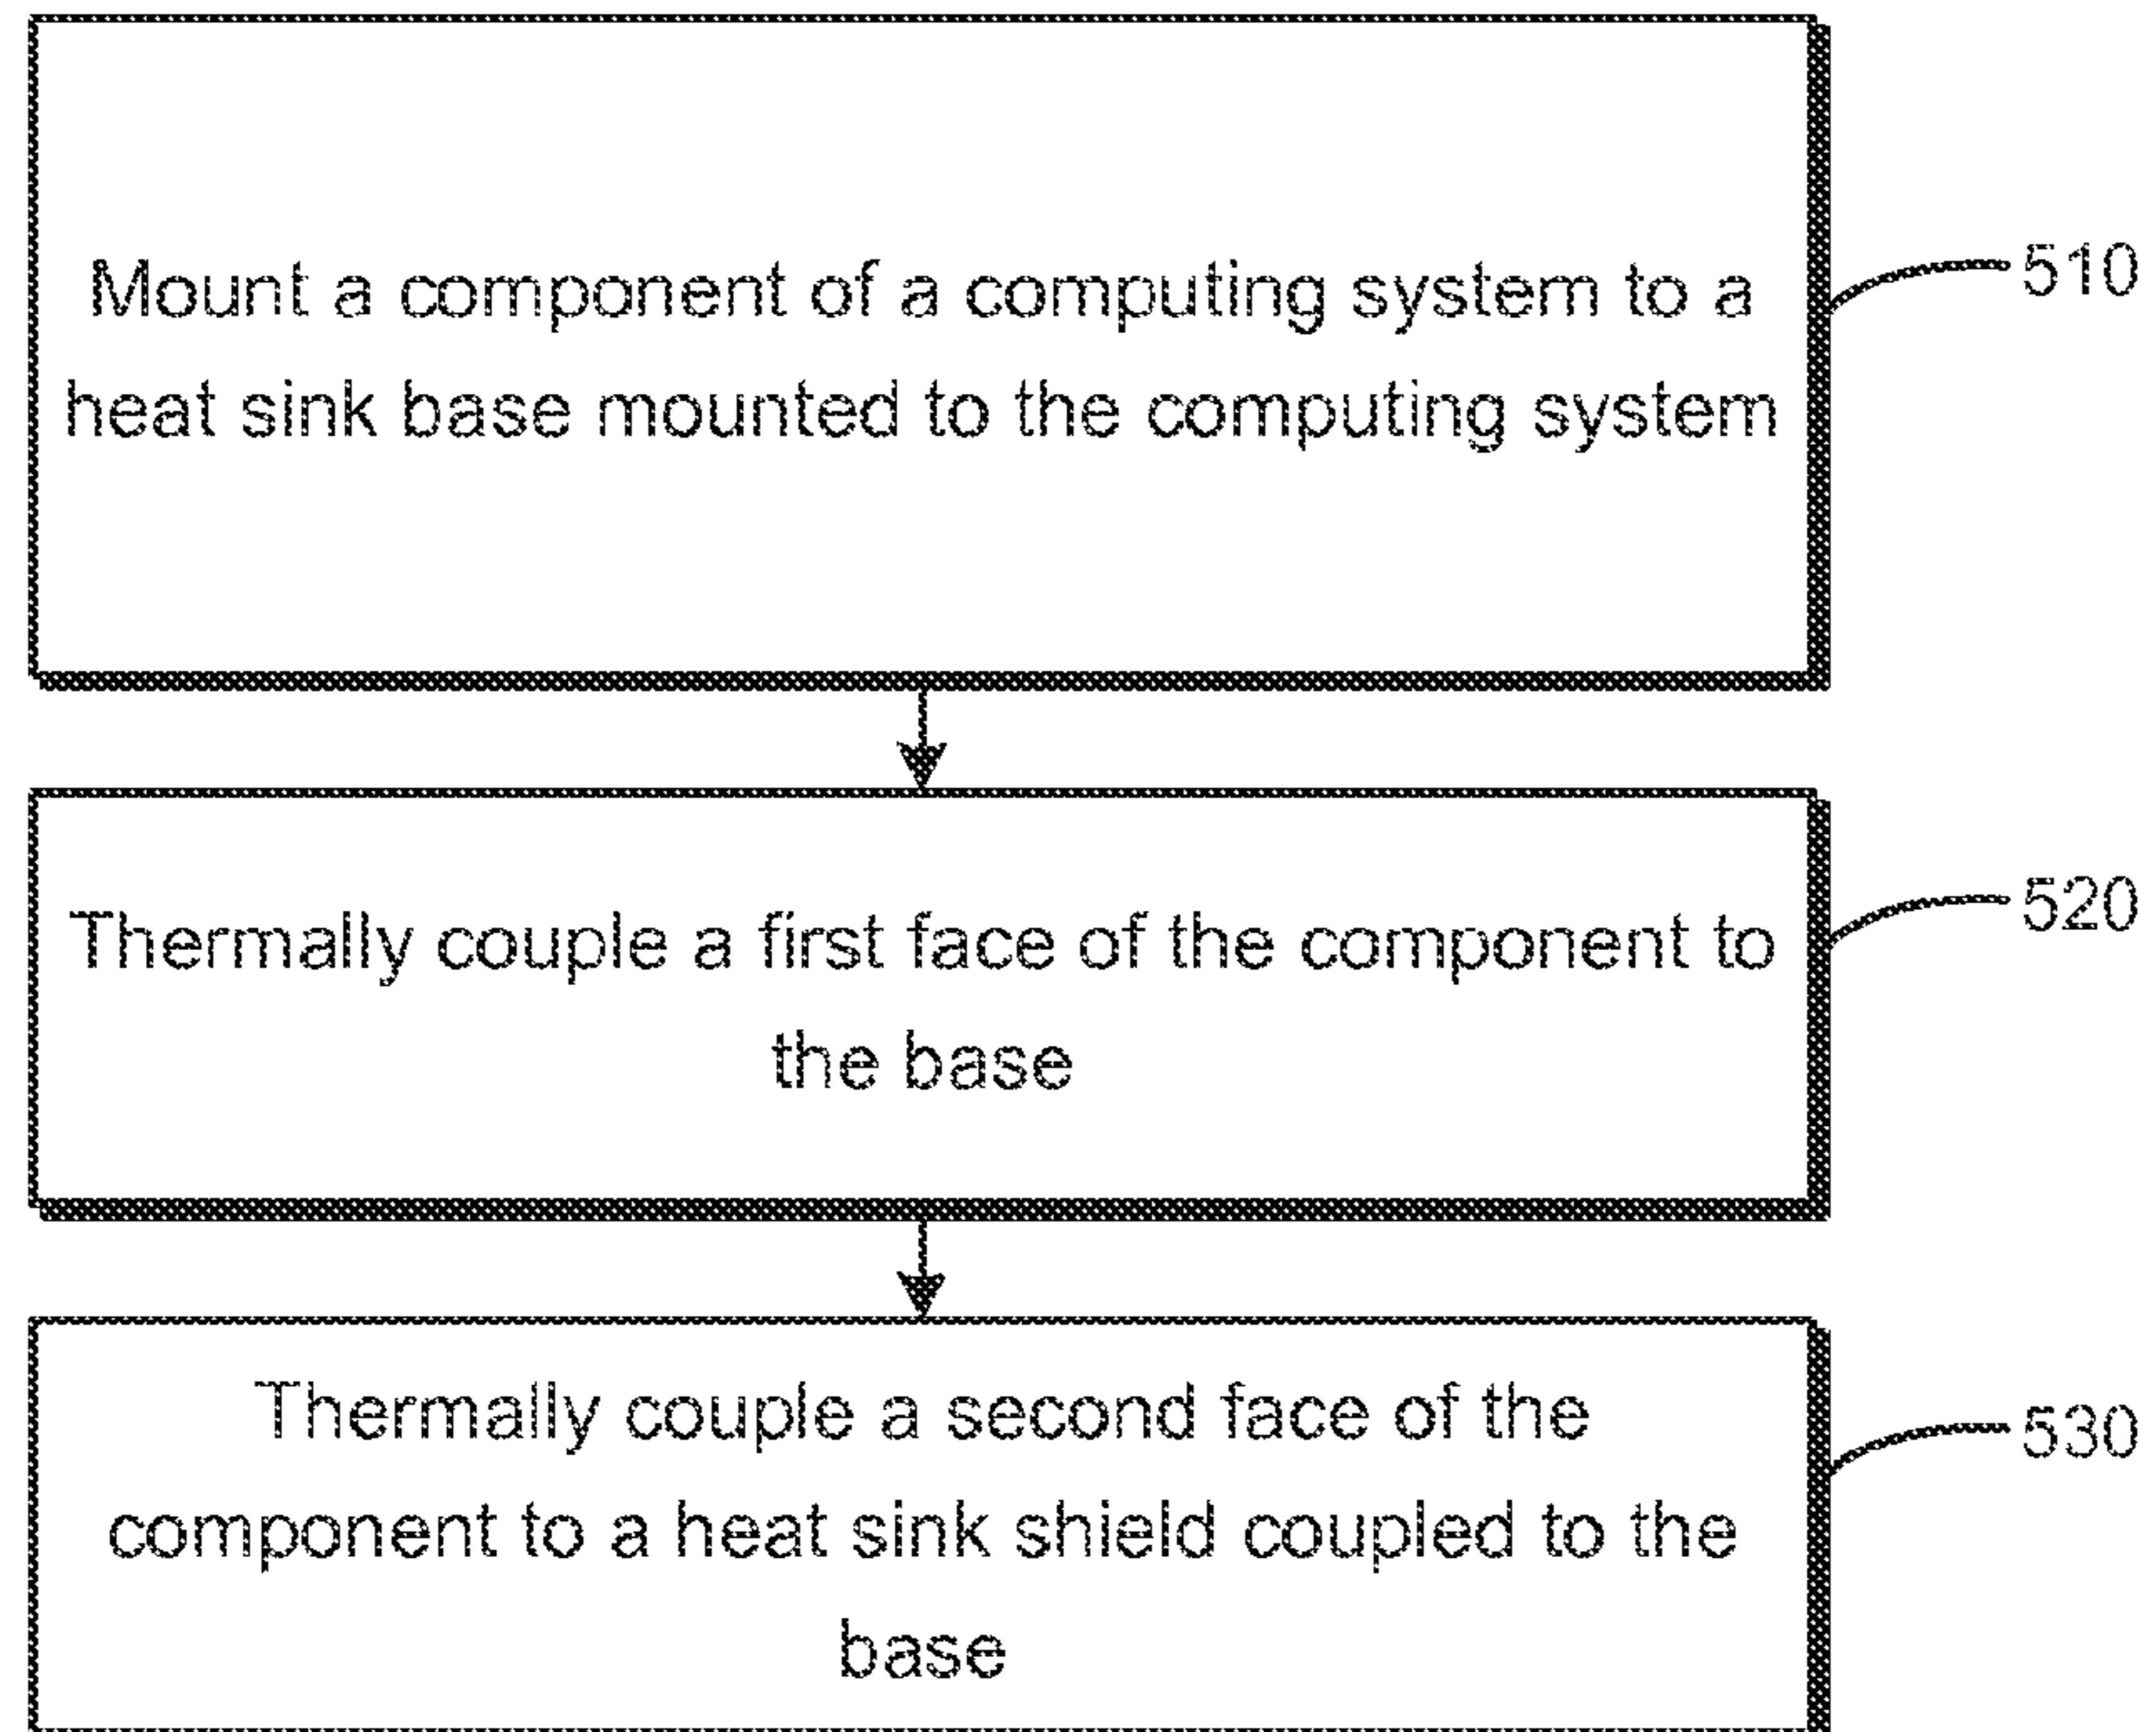 Mount a component of a computing system to a
heat sink base mounted to the computing system
510
Thermally couple a first face of the component to
the base
520
Thermally couple a second face of the
component to a heat sink shield coupled to the
base
530